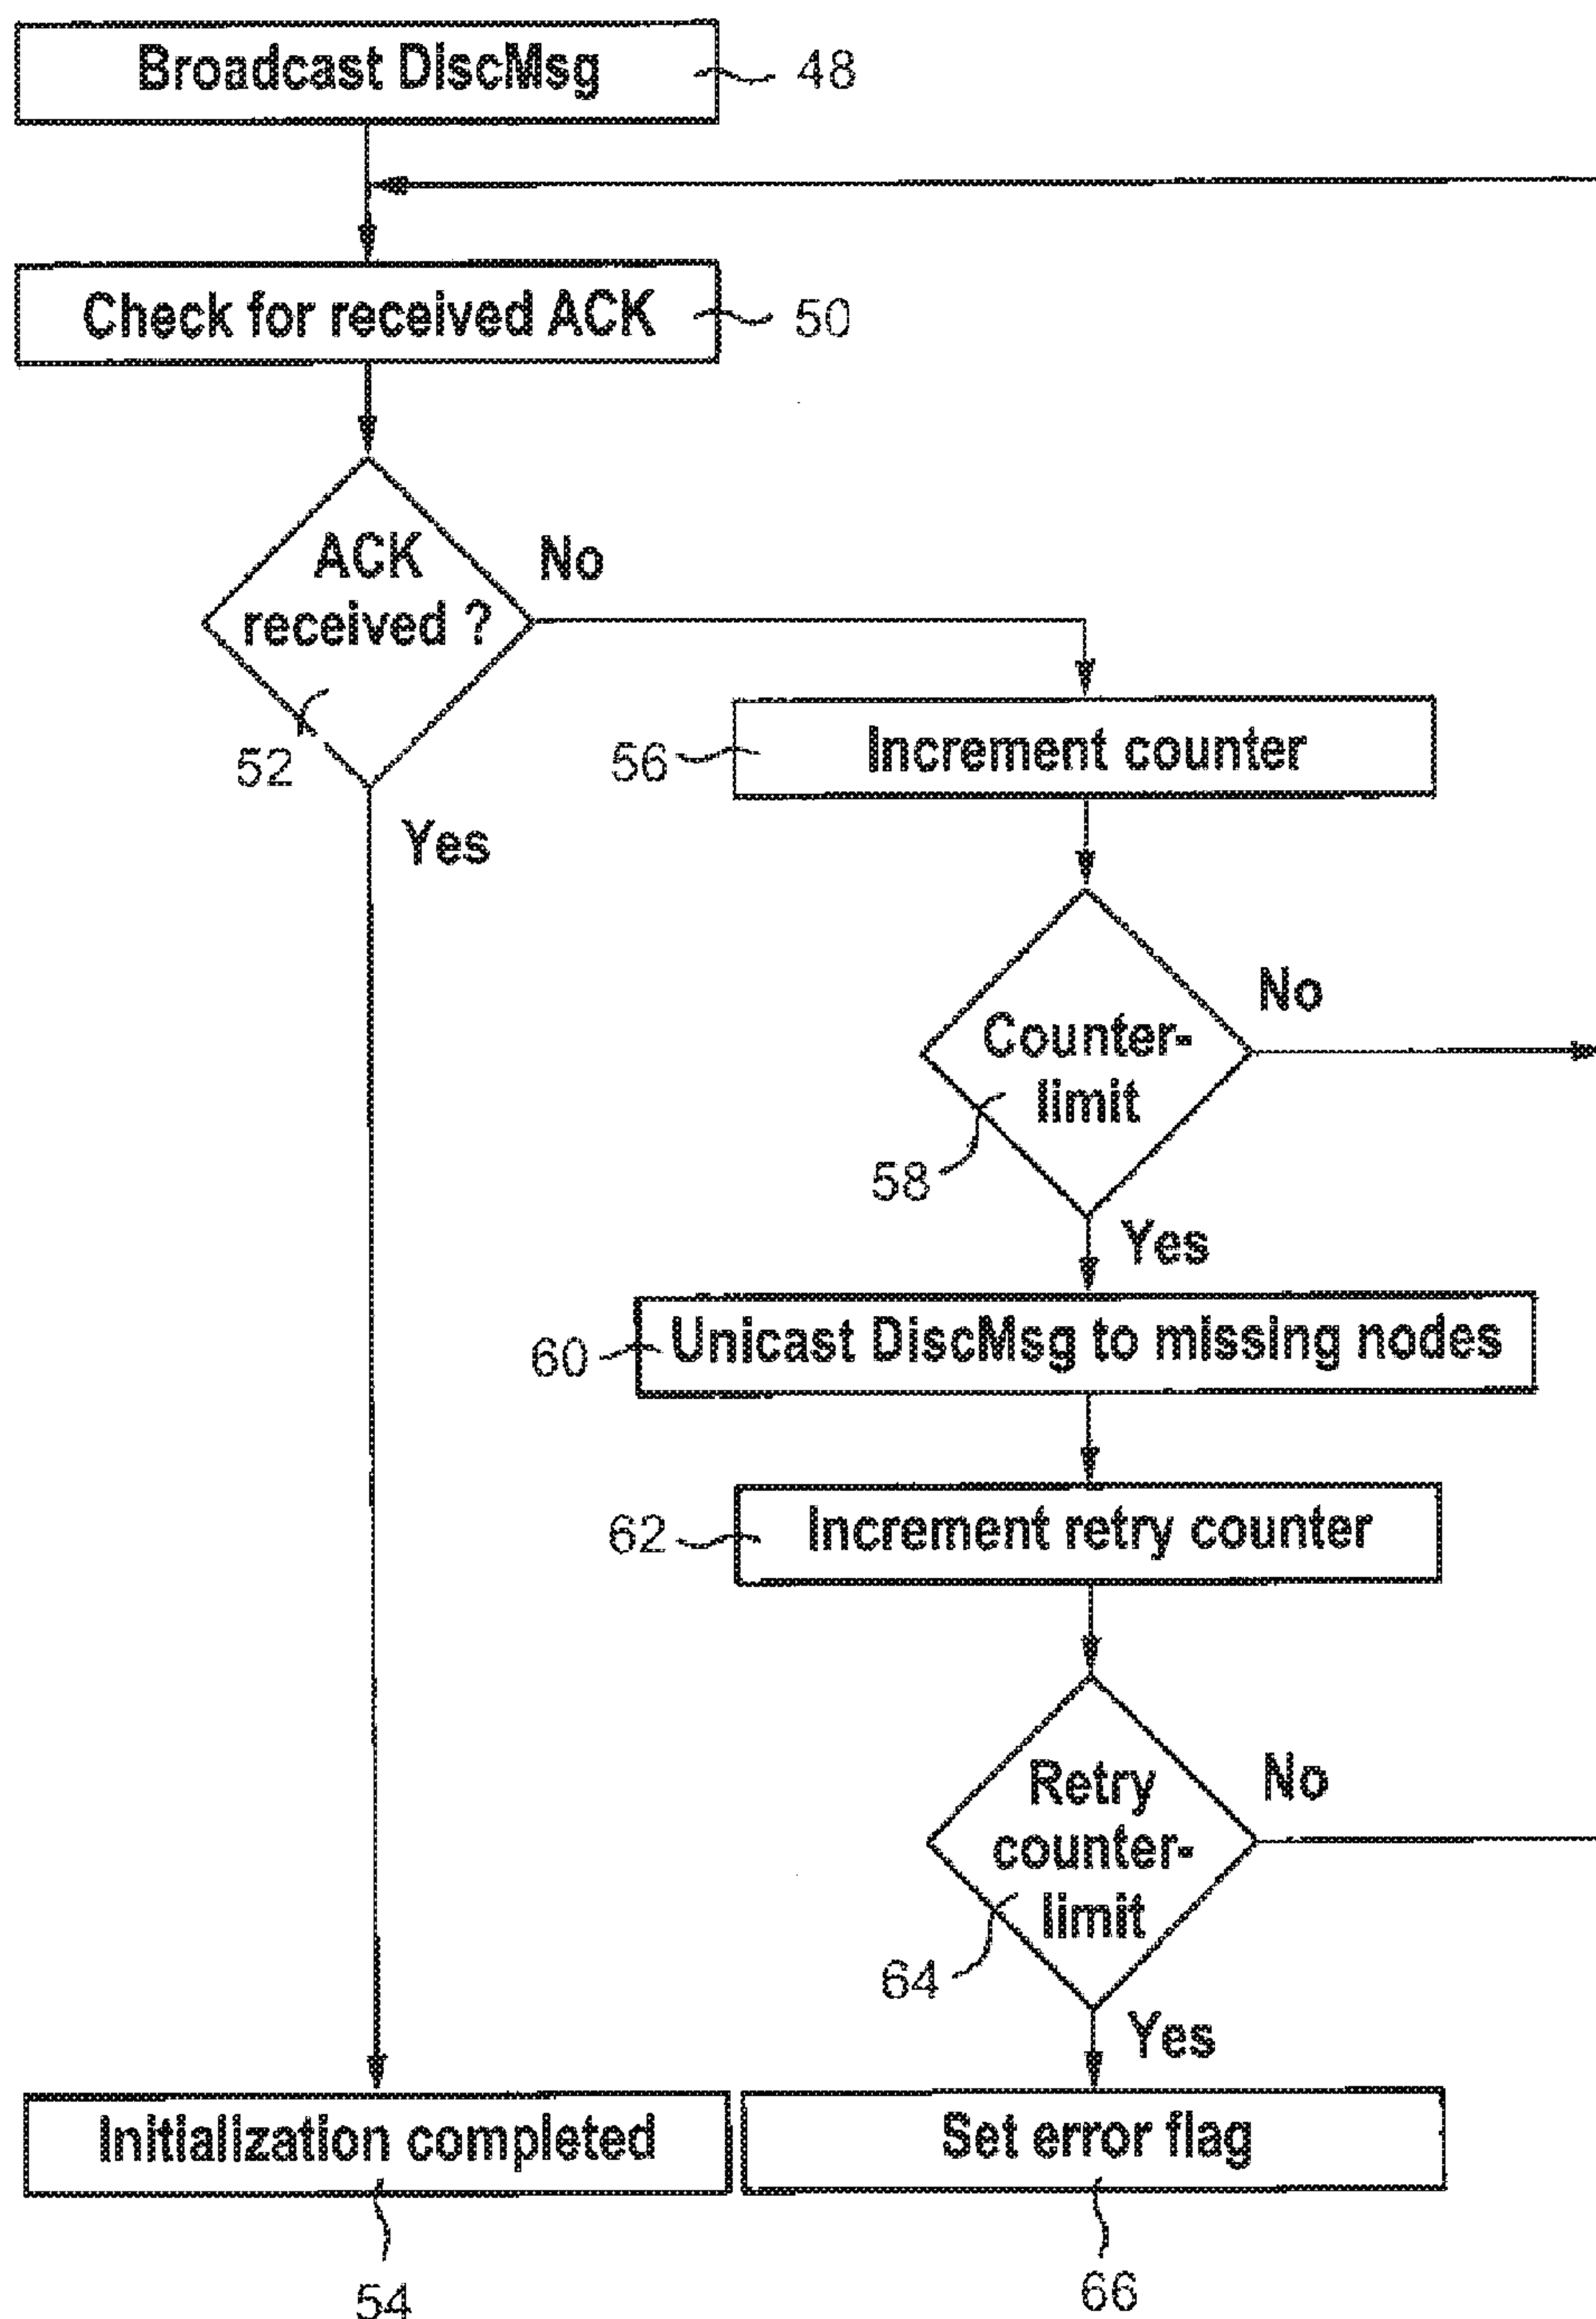 Broadcast DiscMsg
48
Check for received ACK
50
ACK
received ?
No
52
Yes
56
Increment counter
Counter-
limit
No
58
Yes
60
Unicast DiscMsg to missing nodes
62
Increment retry counter
Retry
counter-
limit
No
64
Yes
Initialization completed
Set error flag
54
66